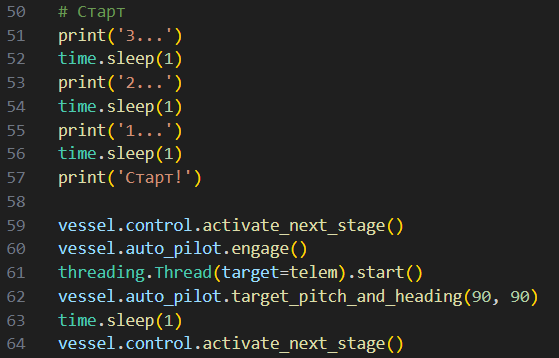 50 # Старт
51 print('3...')
52 time.sleep(1)
53 print('2...')
54 time.sleep(1)
55 print('1...')
56 time.sleep(1)
57 print('Старт!')
58
59 vessel.control.activate_next_stage()
60 vessel.auto_pilot.engage()
61 threading.Thread(target=telem).start()
62 vessel.auto_pilot.target_pitch_and_heading(90, 90)
63 time.sleep(1)
64 vessel.control.activate_next_stage()